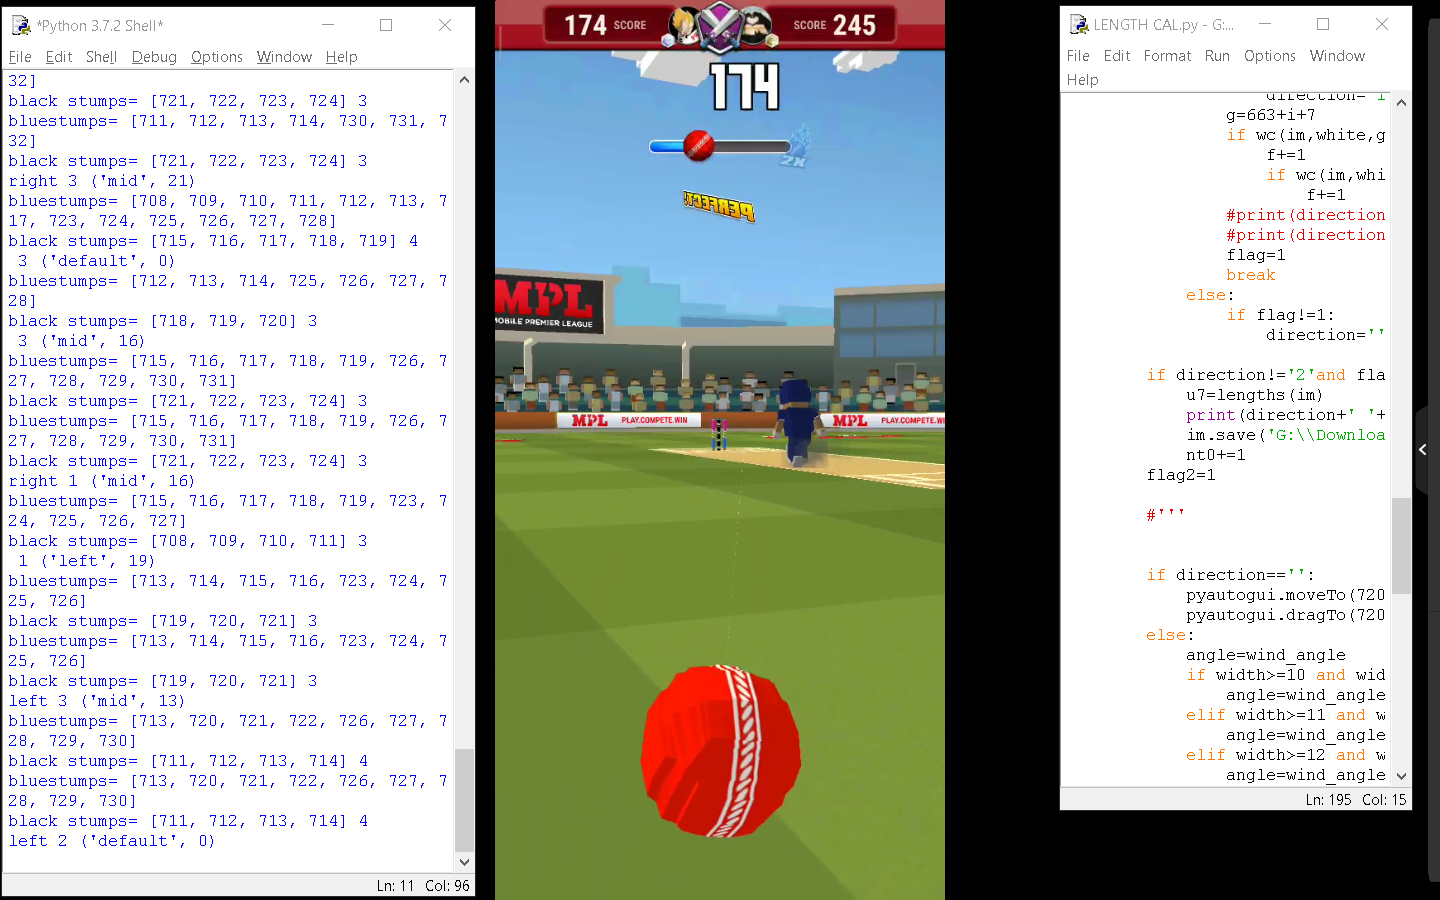 *Python 3.7.2 Shell*
File Edit Shell Debug Options Window Help
32]
black stumps= [721, 722, 723, 724] 3
bluestumps= [711, 712, 713, 714, 730, 731, 7
32]
black stumps= [721, 722, 723, 724] 3
right 3 ('mid', 21)
bluestumps= [708, 709, 710, 711, 712, 713, 7
17, 723, 724, 725, 726, 727, 728]
black stumps= [715, 716, 717, 718, 719] 4
 3 ('default', 0)
bluestumps= [712, 713, 714, 725, 726, 727, 7
28]
black stumps= [718, 719, 720] 3
 3 ('mid', 16)
bluestumps= [715, 716, 717, 718, 719, 726, 7
27, 728, 729, 730, 731]
black stumps= [721, 722, 723, 724] 3
bluestumps= [715, 716, 717, 718, 719, 726, 7
27, 728, 729, 730, 731]
black stumps= [721, 722, 723, 724] 3
right 1 ('mid', 16)
bluestumps= [715, 716, 717, 718, 719, 723, 7
24, 725, 726, 727]
black stumps= [708, 709, 710, 711] 3
 1 ('left', 19)
bluestumps= [713, 714, 715, 716, 723, 724, 7
25, 726]
black stumps= [719, 720, 721] 3
bluestumps= [713, 714, 715, 716, 723, 724, 7
25, 726]
black stumps= [719, 720, 721] 3
left 3 ('mid', 13)
bluestumps= [713, 720, 721, 722, 726, 727, 7
28, 729, 730]
black stumps= [711, 712, 713, 714] 4
bluestumps= [713, 720, 721, 722, 726, 727, 7
28, 729, 730]
black stumps= [711, 712, 713, 714] 4
left 2 ('default', 0)
Ln: 11 Col: 96
174 SCORE SCORE 245
174
2X
PERFECT!
MPL
MOBILE PREMIER LEAGUE
MPL PLAY.COMPETE.WIN MPL PLAY.COMPETE.WI
LENGTH CAL.py - G:...
File Edit Format Run Options Window
Help
direction='l
g=663+i+7
if wc(im,white,g
f+=1
if wc(im,whi
f+=1
#print(direction
#print(direction
flag=1
break
else:
if flag!=1:
direction=''
if direction!='2'and fla
u7=lengths(im)
print(direction+' '+
im.save('G:\\Downloa
nt0+=1
flag2=1
#'''
if direction=='':
pyautogui.moveTo(720
pyautogui.dragTo(720
else:
angle=wind_angle
if width>=10 and wid
angle=wind_angle
elif width>=11 and w
angle=wind_angle
elif width>=12 and w
angle=wind_angle
Ln: 195 Col: 15